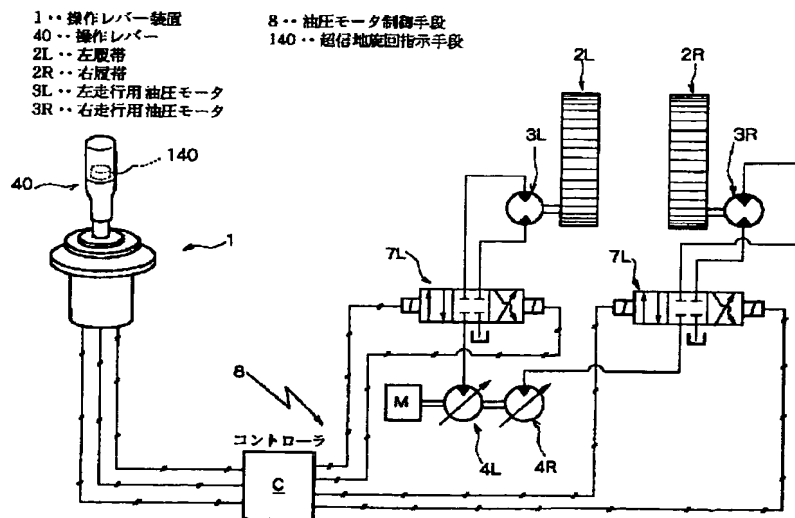 1・・操作レバー装置
40・・操作レバー
2L・・左履帯
2R・・右履帯
3L・・左走行用油圧モータ
3R・・右走行用油圧モータ
8・・油圧モータ制御手段
140・・超信地旋回指示手段
2L
2R
3L
3R
140
40
1
7L
7L
8
M
4L
4R
コントローラ
C